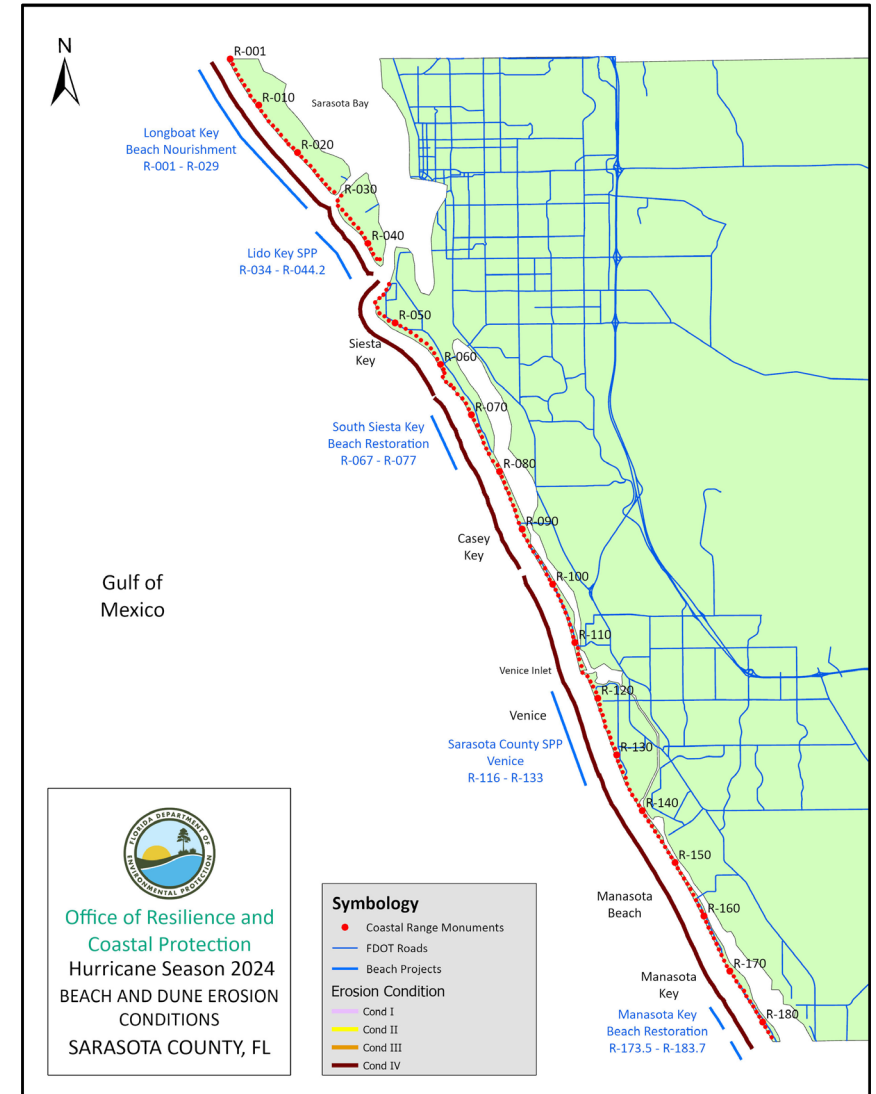 N
R-001
R-010
Sarasota Bay
Longboat Key
Beach Nourishment
R-001 - R-029
R-020
R-030
R-040
Lido Key SPP
R-034 - R-044.2
R-050
Siesta
Key
R-060
R-070
South Siesta Key
Beach Restoration
R-067 - R-077
R-080
R-090
Casey
Key
R-100
Gulf of
Mexico
R-110
Venice Inlet
R-120
Venice
Sarasota County SPP
Venice
R-116 - R-133
R-130
R-140
R-150
Manasota
Beach
R-160
R-170
Manasota
Key
R-180
Manasota Key
Beach Restoration
R-173.5 - R-183.7
FLORIDA DEPARTMENT OF
ENVIRONMENTAL PROTECTION
Office of Resilience and
Coastal Protection
Hurricane Season 2024
BEACH AND DUNE EROSION
CONDITIONS
SARASOTA COUNTY, FL
Symbology
Coastal Range Monuments
FDOT Roads
Beach Projects
Erosion Condition
Cond I
Cond II
Cond III
Cond IV